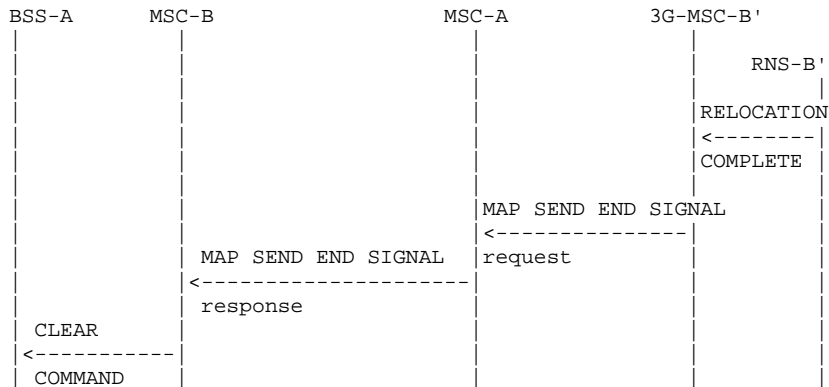 BSS-A MSC-B MSC-A 3G-MSC-B'
RNS-B'
RELOCATION
COMPLETE
MAP SEND END SIGNAL
request
MAP SEND END SIGNAL
response
CLEAR
COMMAND